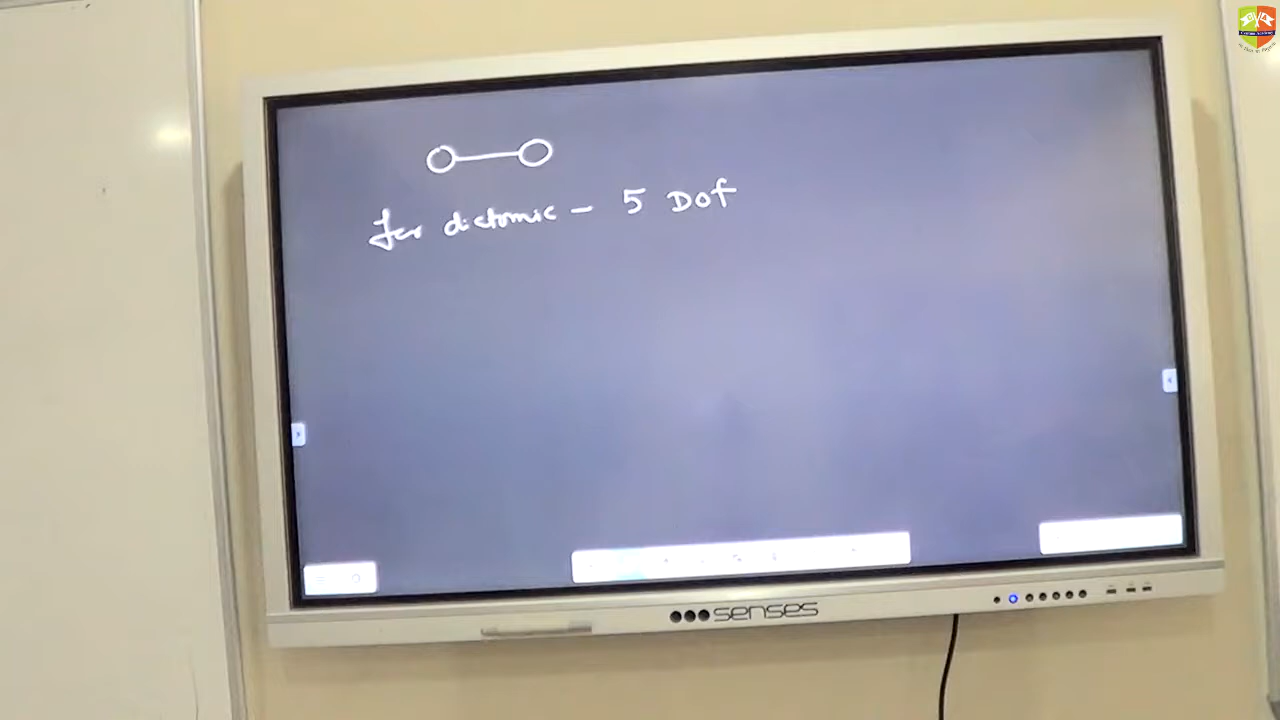 for diatomic - 5 DOf
senses